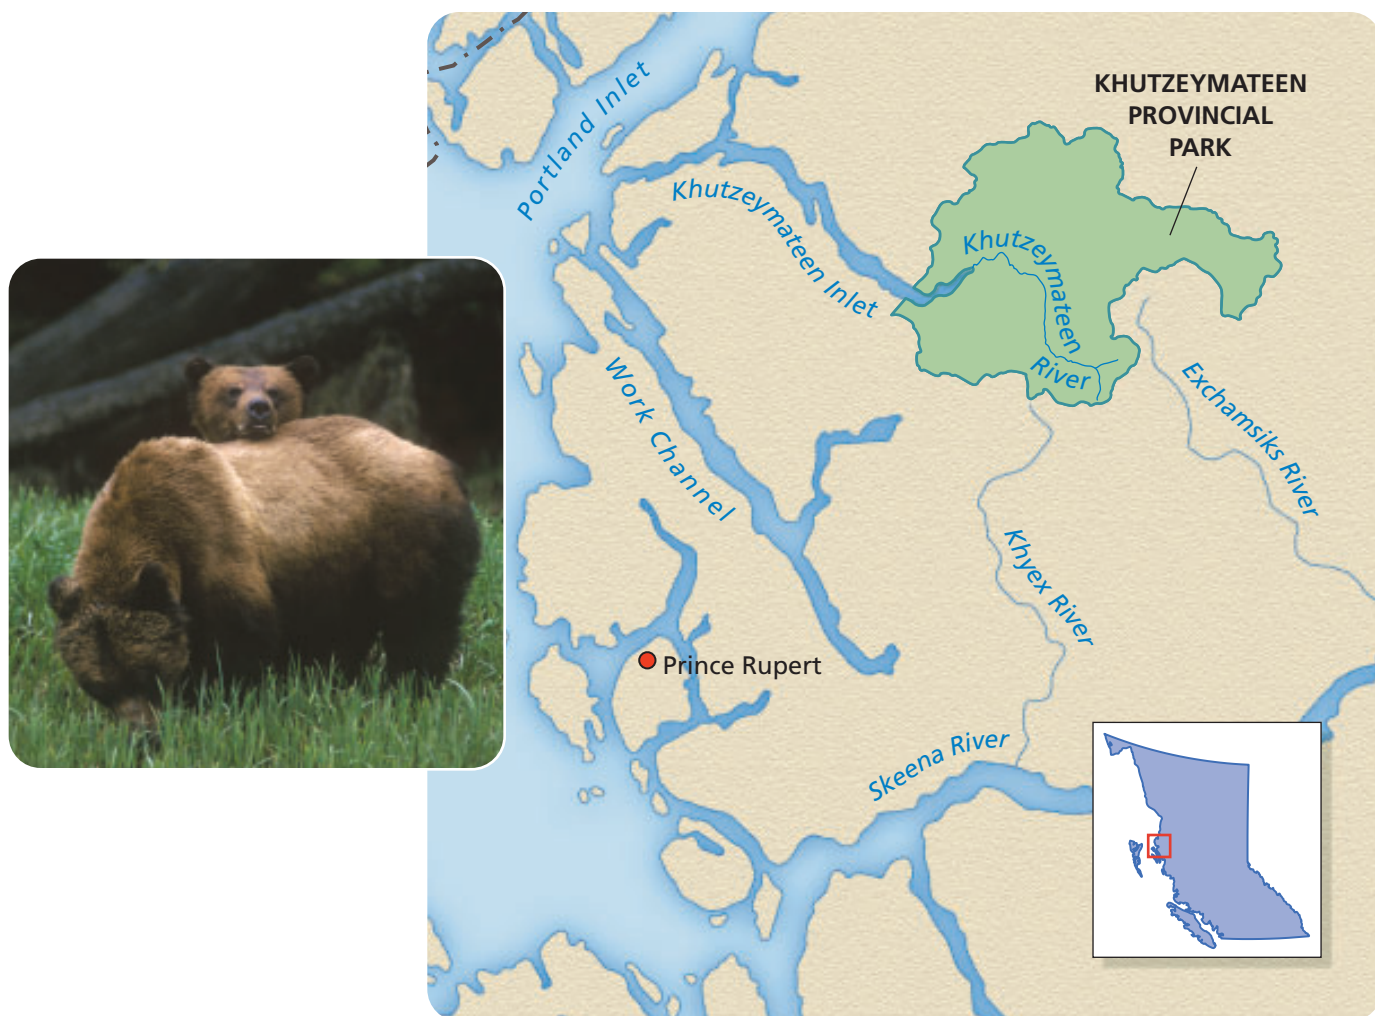 KHUTZEYMATEEN
PROVINCIAL
PARK
Portland Inlet
Khutzeymateen Inlet
Khutzeymateen
River
Work Channel
Exchamsiks River
Khyex River
Prince Rupert
Skeena River